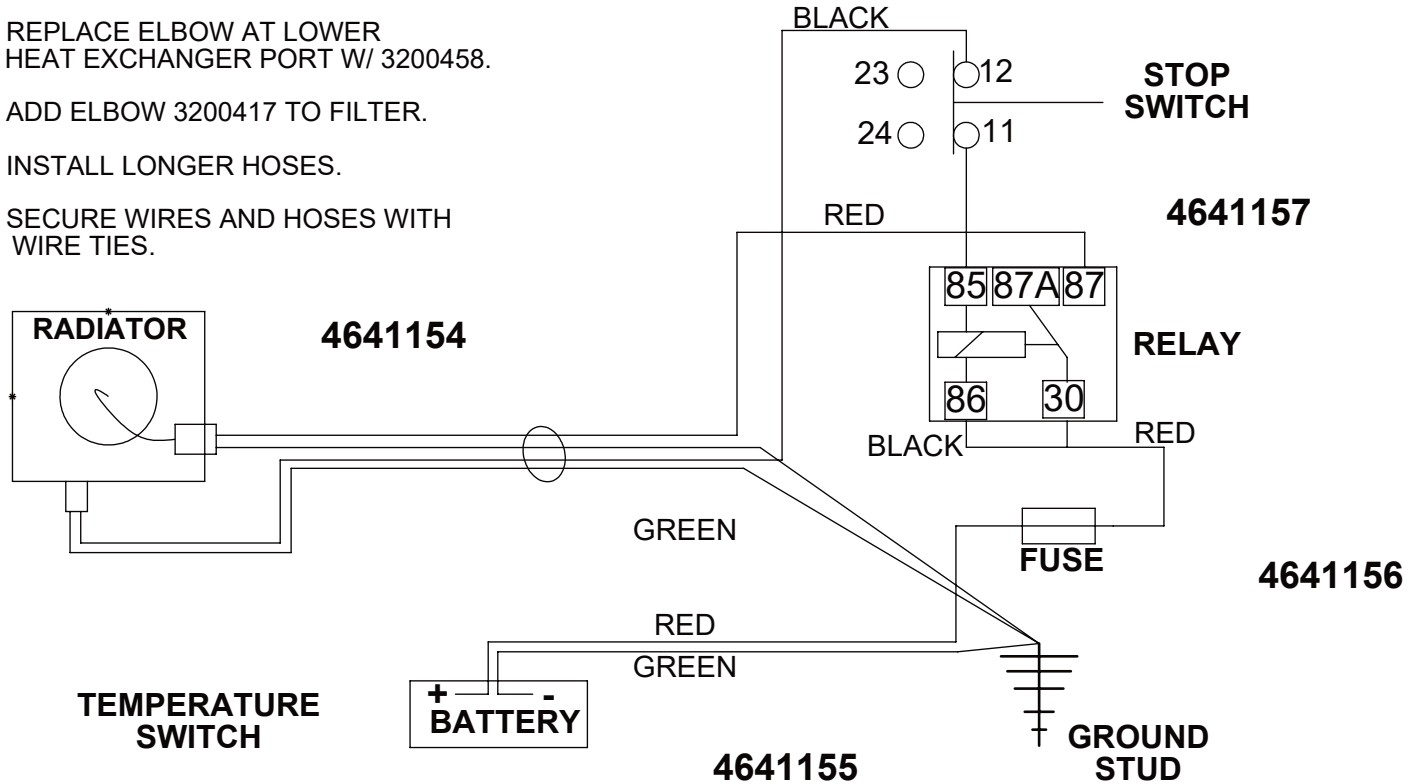 REPLACE ELBOW AT LOWER
HEAT EXCHANGER PORT W/ 3200458.
ADD ELBOW 3200417 TO FILTER.
INSTALL LONGER HOSES.
SECURE WIRES AND HOSES WITH
WIRE TIES.
BLACK
23
12
24
11
STOP
SWITCH
RED
4641157
85
87A
87
RELAY
86
30
BLACK
RED
RADIATOR
4641154
GREEN
FUSE
4641156
RED
GREEN
+
-
BATTERY
TEMPERATURE
SWITCH
4641155
GROUND
STUD